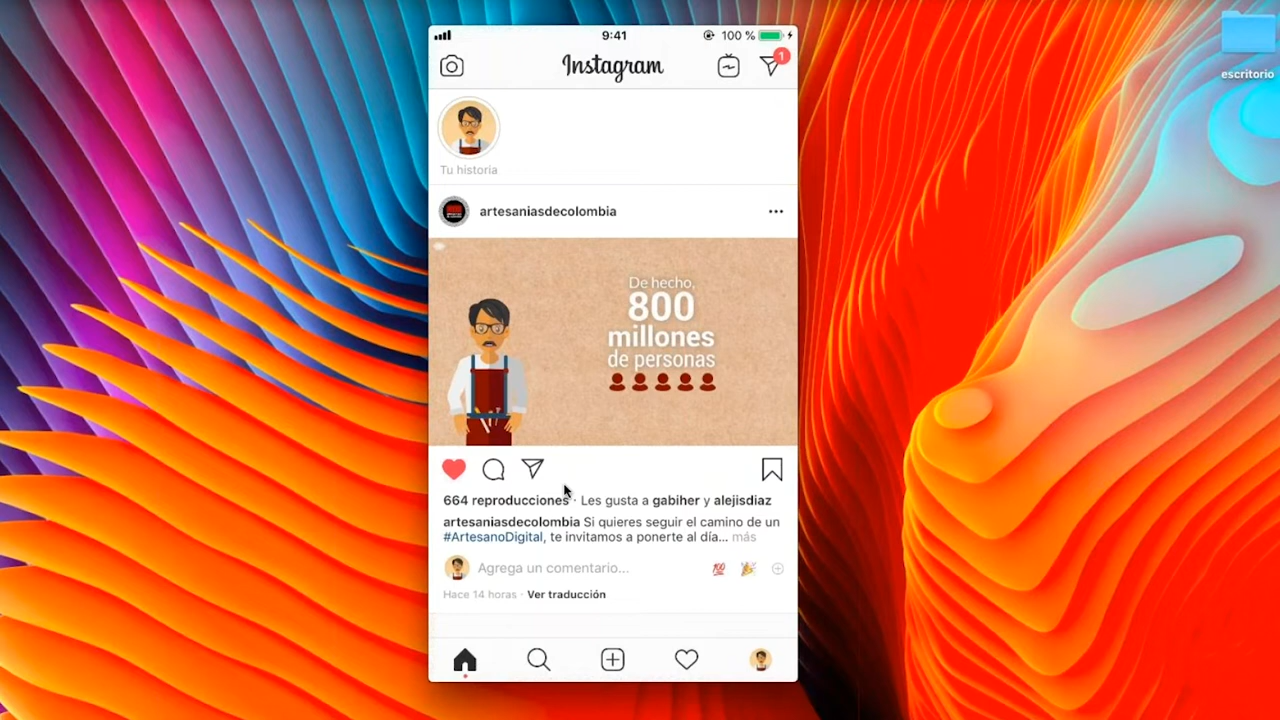 9:41
100 %
Instagram
1
escritorio
Tu historia
artesaniasdecolombia
De hecho,
800
millones
de personas
664 reproducciones · Les gusta a gabiher y alejisdiaz
artesaniasdecolombia Si quieres seguir el camino de un
#ArtesanoDigital, te invitamos a ponerte al día... más
Agrega un comentario...
💯 🎉
Hace 14 horas · Ver traducción